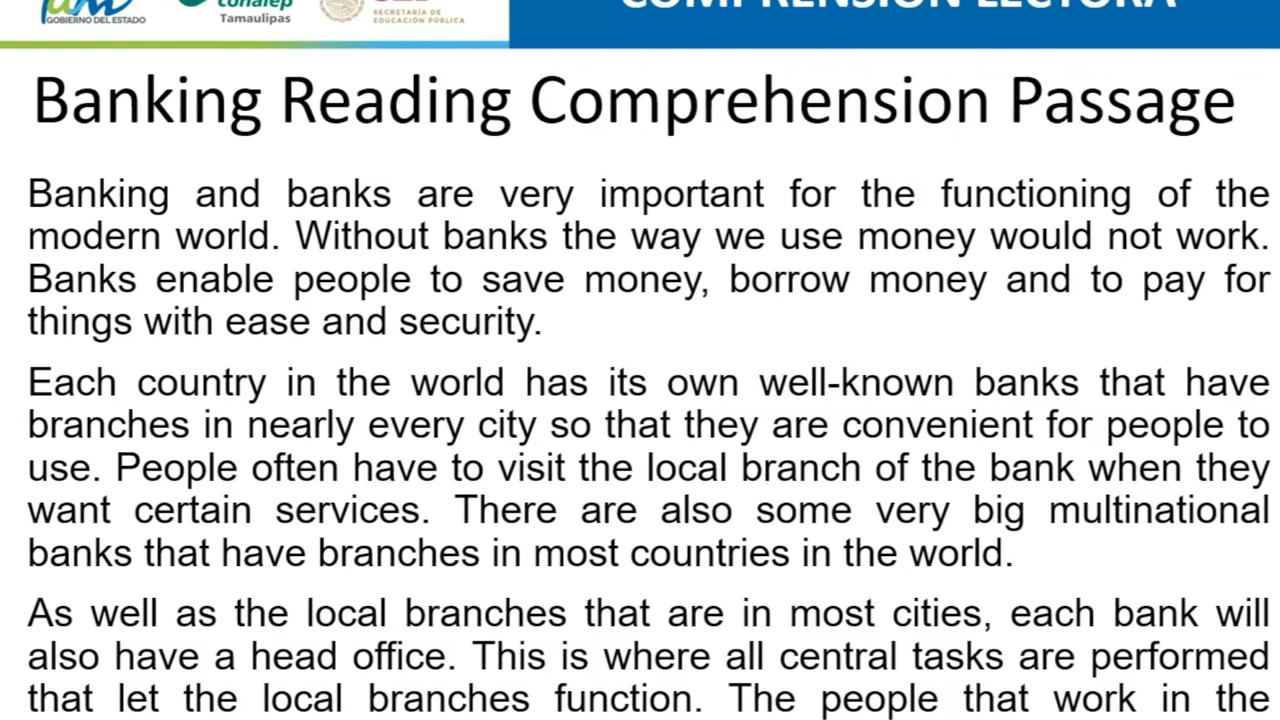 GOBIERNO DEL ESTADO
conalep
Tamaulipas
SECRETARÍA DE
EDUCACIÓN PÚBLICA
COMPRENSIÓN LECTORA
Banking Reading Comprehension Passage
Banking and banks are very important for the functioning of the
modern world. Without banks the way we use money would not work.
Banks enable people to save money, borrow money and to pay for
things with ease and security.
Each country in the world has its own well-known banks that have
branches in nearly every city so that they are convenient for people to
use. People often have to visit the local branch of the bank when they
want certain services. There are also some very big multinational
banks that have branches in most countries in the world.
As well as the local branches that are in most cities, each bank will
also have a head office. This is where all central tasks are performed
that let the local branches function. The people that work in the